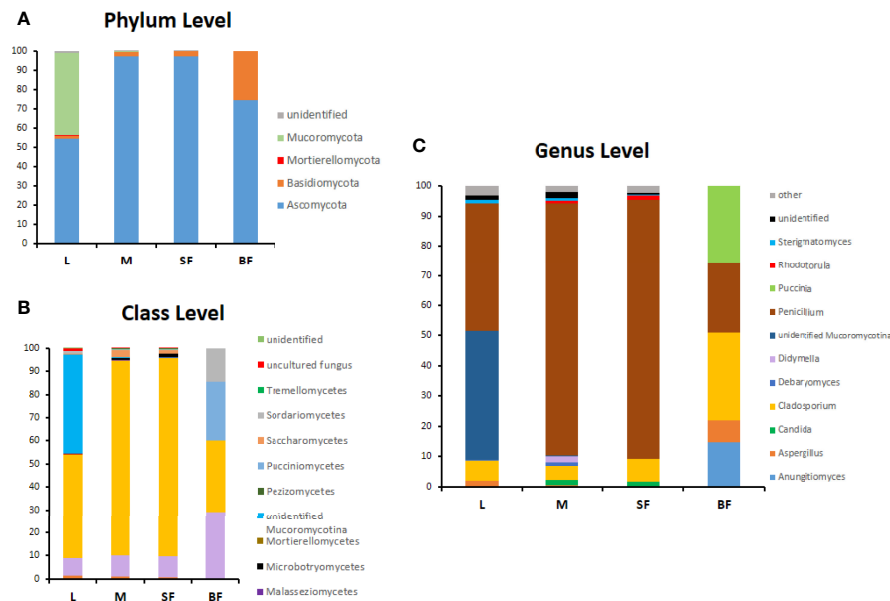 A
Phylum Level
100
90
80
70
60
50
40
30
20
10
0
L M SF BF
unidentified
Mucoromycota
Mortierellomycota
Basidiomycota
Ascomycota
B
Class Level
100
90
80
70
60
50
40
30
20
10
0
L M SF BF
unidentified
uncultured fungus
Tremellomycetes
Sordariomycetes
Saccharomycetes
Pucciniomycetes
Pezizomycetes
unidentified
Mucoromycotina
Mortierellomycetes
Microbotryomycetes
Malasseziomycetes
C
Genus Level
100
90
80
70
60
50
40
30
20
10
0
L M SF BF
other
unidentified
Sterigmatomyces
Rhodotorula
Puccinia
Penicillium
unidentified Mucoromycotina
Didymella
Debaryomyces
Cladosporium
Candida
Aspergillus
Anungitiomyces